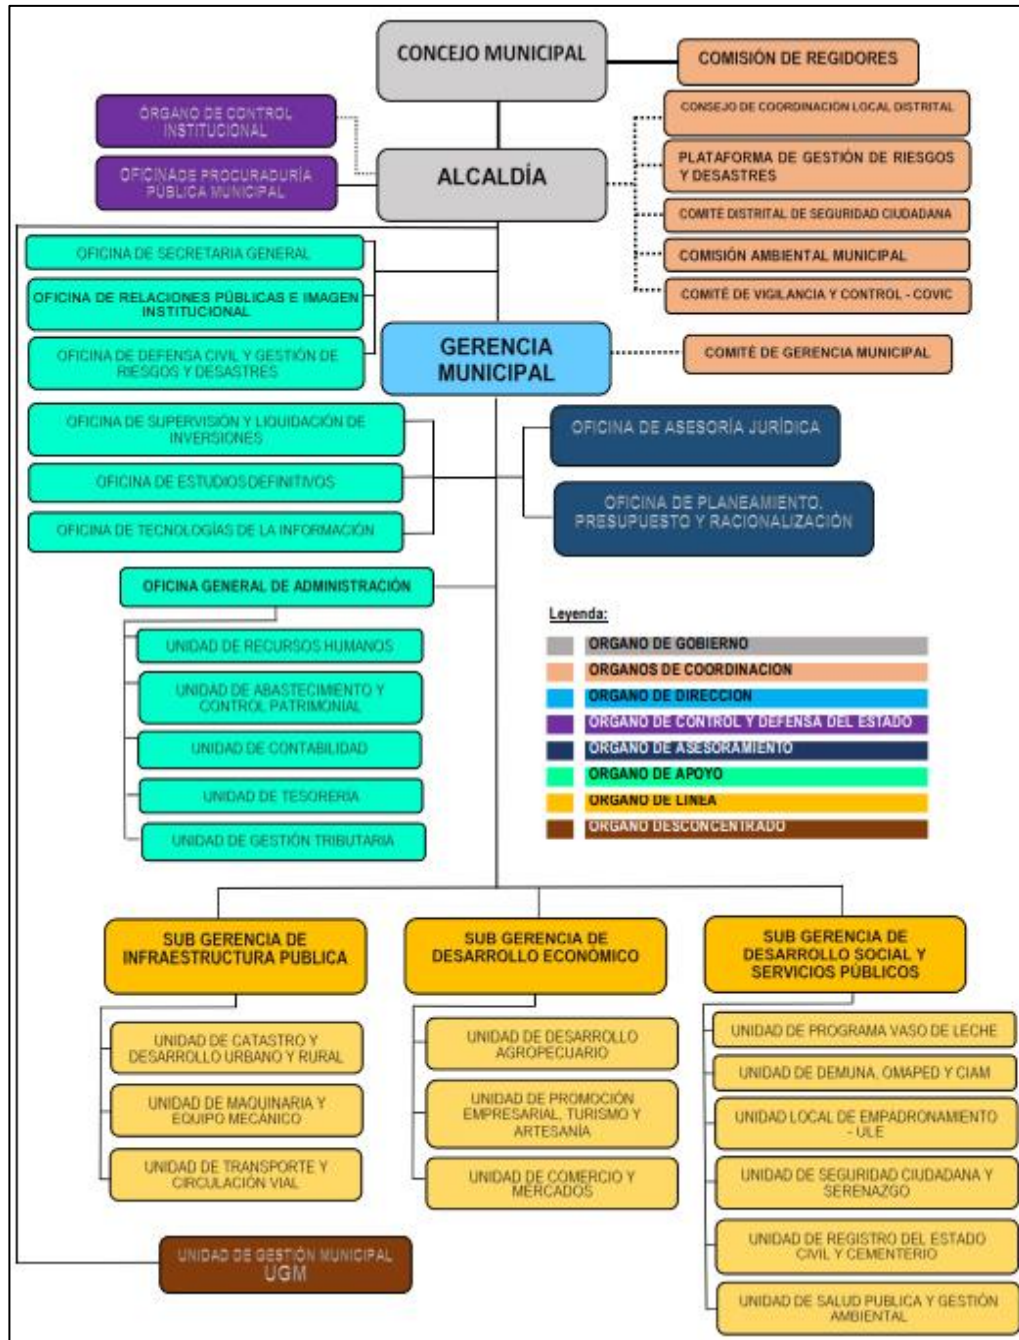 CONCEJO MUNICIPAL
COMISIÓN DE REGIDORES
ÓRGANO DE CONTROL
INSTITUCIONAL
OFICINA DE PROCURADURÍA
PÚBLICA MUNICIPAL
ALCALDÍA
CONSEJO DE COORDINACIÓN LOCAL DISTRITAL
PLATAFORMA DE GESTIÓN DE RIESGOS
Y DESASTRES
COMITÉ DISTRITAL DE SEGURIDAD CIUDADANA
COMISIÓN AMBIENTAL MUNICIPAL
COMITÉ DE VIGILANCIA Y CONTROL - COVIC
OFICINA DE SECRETARIA GENERAL
OFICINA DE RELACIONES PÚBLICAS E IMAGEN
INSTITUCIONAL
OFICINA DE DEFENSA CIVIL Y GESTIÓN DE
RIESGOS Y DESASTRES
GERENCIA
MUNICIPAL
COMITÉ DE GERENCIA MUNICIPAL
OFICINA DE SUPERVISIÓN Y LIQUIDACIÓN DE
INVERSIONES
OFICINA DE ESTUDIOS DEFINITIVOS
OFICINA DE TECNOLOGÍAS DE LA INFORMACIÓN
OFICINA DE ASESORÍA JURÍDICA
OFICINA DE PLANEAMIENTO,
PRESUPUESTO Y RACIONALIZACIÓN
OFICINA GENERAL DE ADMINISTRACIÓN
UNIDAD DE RECURSOS HUMANOS
UNIDAD DE ABASTECIMIENTO Y
CONTROL PATRIMONIAL
UNIDAD DE CONTABILIDAD
UNIDAD DE TESORERÍA
UNIDAD DE GESTIÓN TRIBUTARIA
Leyenda:
ORGANO DE GOBIERNO
ORGANOS DE COORDINACION
ORGANO DE DIRECCION
ORGANO DE CONTROL Y DEFENSA DEL ESTADO
ORGANO DE ASESORAMIENTO
ORGANO DE APOYO
ORGANO DE LINEA
ORGANO DESCONCENTRADO
SUB GERENCIA DE
INFRAESTRUCTURA PUBLICA
UNIDAD DE CATASTRO Y
DESARROLLO URBANO Y RURAL
UNIDAD DE MAQUINARIA Y
EQUIPO MECÁNICO
UNIDAD DE TRANSPORTE Y
CIRCULACIÓN VIAL
SUB GERENCIA DE
DESARROLLO ECONÓMICO
UNIDAD DE DESARROLLO
AGROPECUARIO
UNIDAD DE PROMOCIÓN
EMPRESARIAL, TURISMO Y
ARTESANÍA
UNIDAD DE COMERCIO Y
MERCADOS
SUB GERENCIA DE
DESARROLLO SOCIAL Y
SERVICIOS PÚBLICOS
UNIDAD DE PROGRAMA VASO DE LECHE
UNIDAD DE DEMUNA, OMAPED Y CIAM
UNIDAD LOCAL DE EMPADRONAMIENTO
- ULE
UNIDAD DE SEGURIDAD CIUDADANA Y
SERENAZGO
UNIDAD DE REGISTRO DEL ESTADO
CIVIL Y CEMENTERIO
UNIDAD DE SALUD PUBLICA Y GESTIÓN
AMBIENTAL
UNIDAD DE GESTIÓN MUNICIPAL
UGM